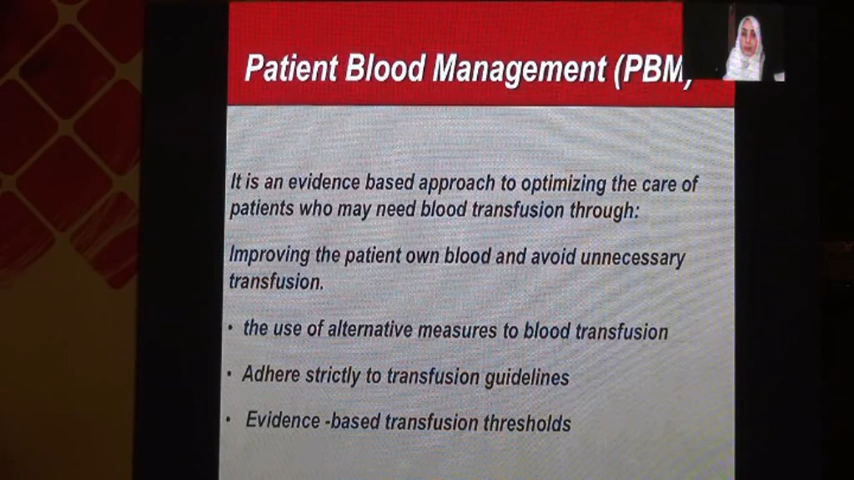 Patient Blood Management (PBM)
It is an evidence based approach to optimizing the care of
patients who may need blood transfusion through:
Improving the patient own blood and avoid unnecessary
transfusion.
• the use of alternative measures to blood transfusion
• Adhere strictly to transfusion guidelines
• Evidence -based transfusion thresholds